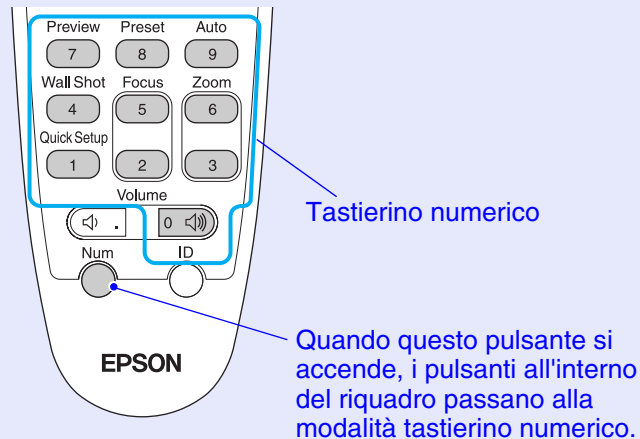 Preview Preset Auto
7 8 9
Wall Shot Focus Zoom
4 5 6
Quick Setup
1 2 3
Volume
. 0
Num ID
EPSON
Tastierino numerico
Quando questo pulsante si
accende, i pulsanti all'interno
del riquadro passano alla
modalità tastierino numerico.